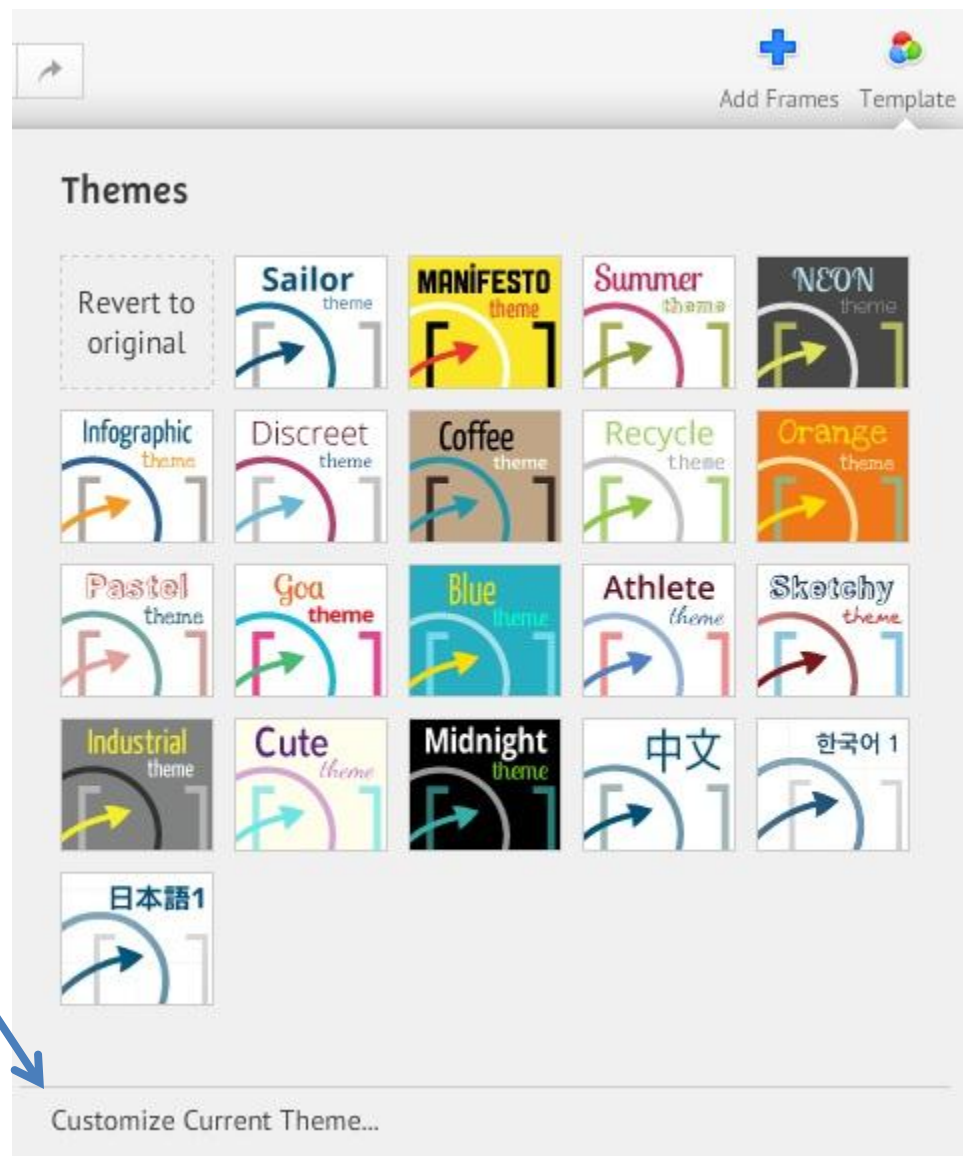 Add Frames Template
Themes
Revert to
original
Sailor
theme
MANIFESTO
theme
Summer
theme
NEON
theme
Infographic
theme
Discreet
theme
Coffee
theme
Recycle
theme
Orange
theme
Pastel
theme
Goa
theme
Blue
theme
Athlete
theme
Sketchy
theme
Industrial
theme
Cute
theme
Midnight
theme
中文
한국어 1
日本語1
Customize Current Theme...